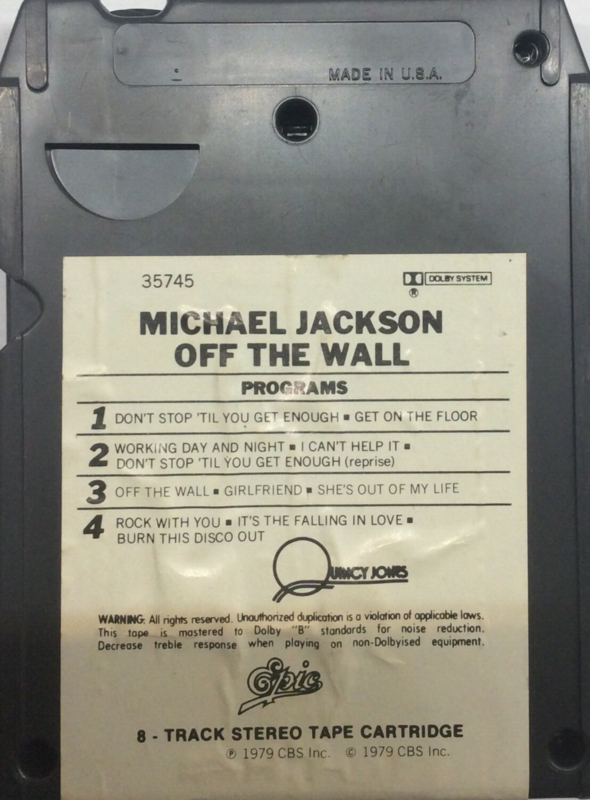 MADE IN U.S.A.
35745
DOLBY SYSTEM
®
MICHAEL JACKSON
OFF THE WALL
PROGRAMS
1 DON'T STOP 'TIL YOU GET ENOUGH ▪ GET ON THE FLOOR
2 WORKING DAY AND NIGHT ▪ I CAN'T HELP IT ▪
DON'T STOP 'TIL YOU GET ENOUGH (reprise)
3 OFF THE WALL ▪ GIRLFRIEND ▪ SHE'S OUT OF MY LIFE
4 ROCK WITH YOU ▪ IT'S THE FALLING IN LOVE ▪
BURN THIS DISCO OUT
QUINCY JONES
WARNING: All rights reserved. Unauthorized duplication is a violation of applicable laws.
This tape is mastered to Dolby "B" standards for noise reduction.
Decrease treble response when playing on non-Dolbyised equipment.
Epic
8 - TRACK STEREO TAPE CARTRIDGE
℗ 1979 CBS Inc. © 1979 CBS Inc.